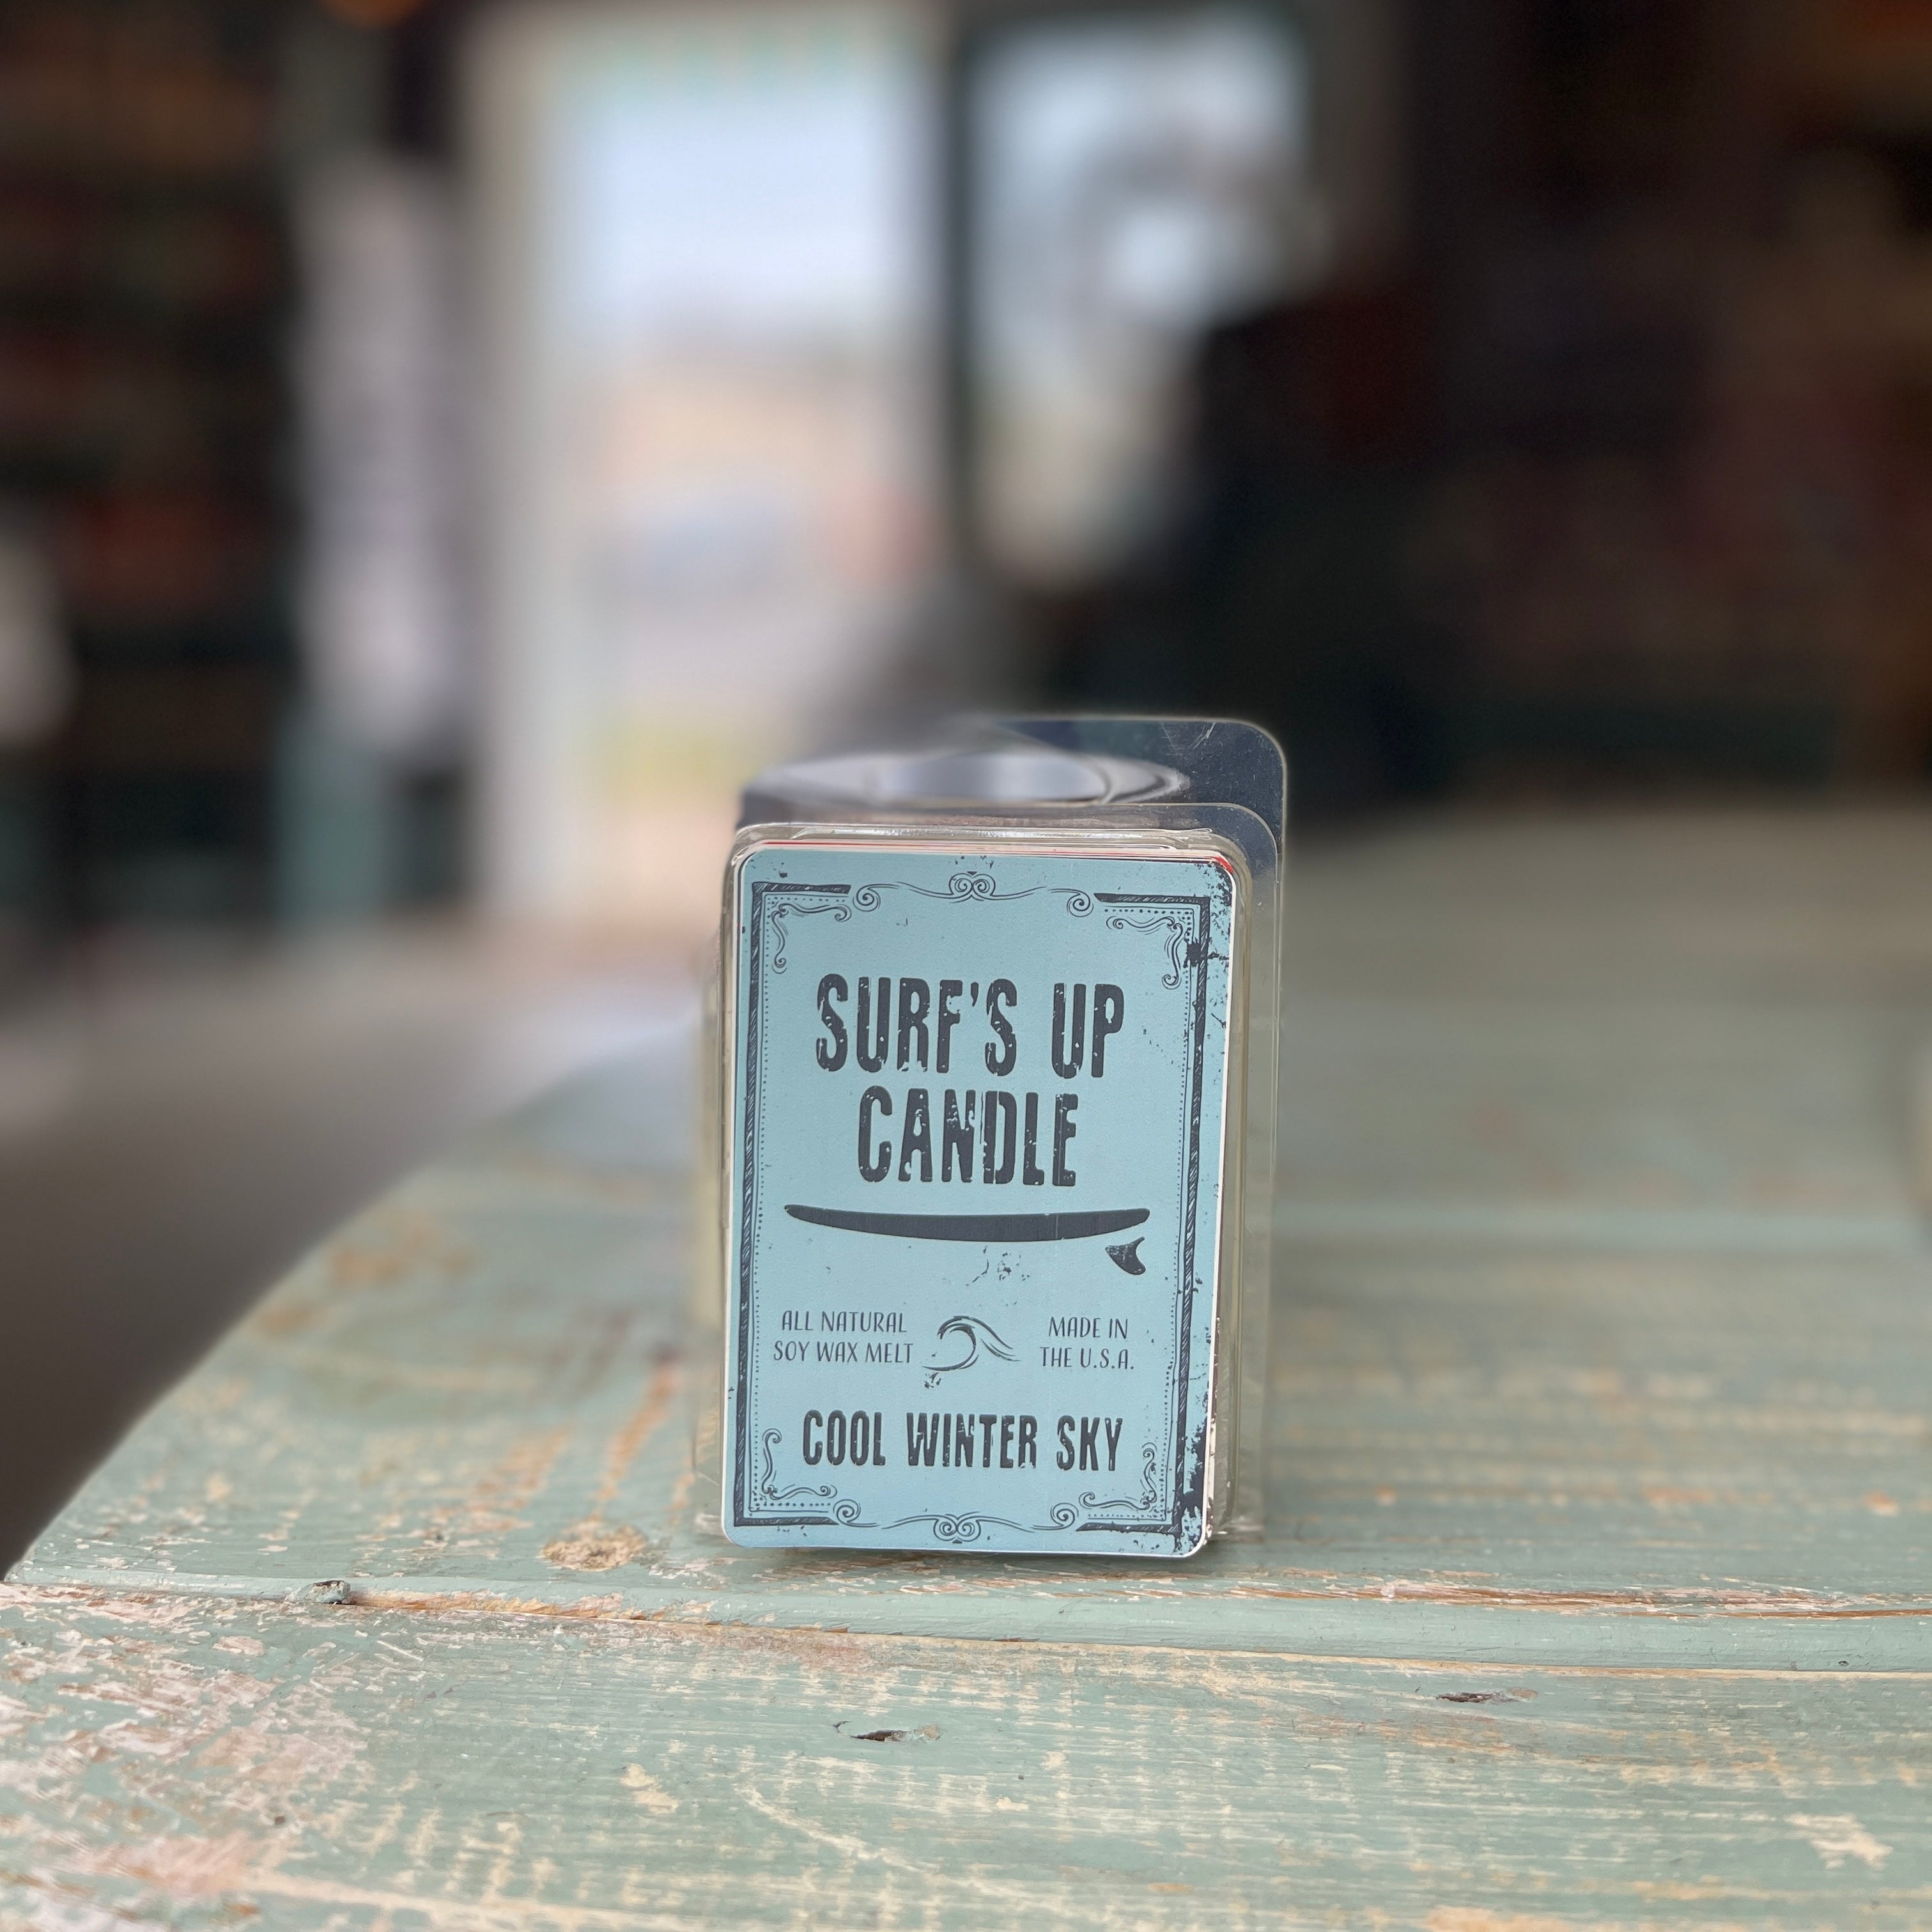 SURF'S UP
CANDLE
ALL NATURAL
SOY WAX MELT
MADE IN
THE U.S.A.
COOL WINTER SKY